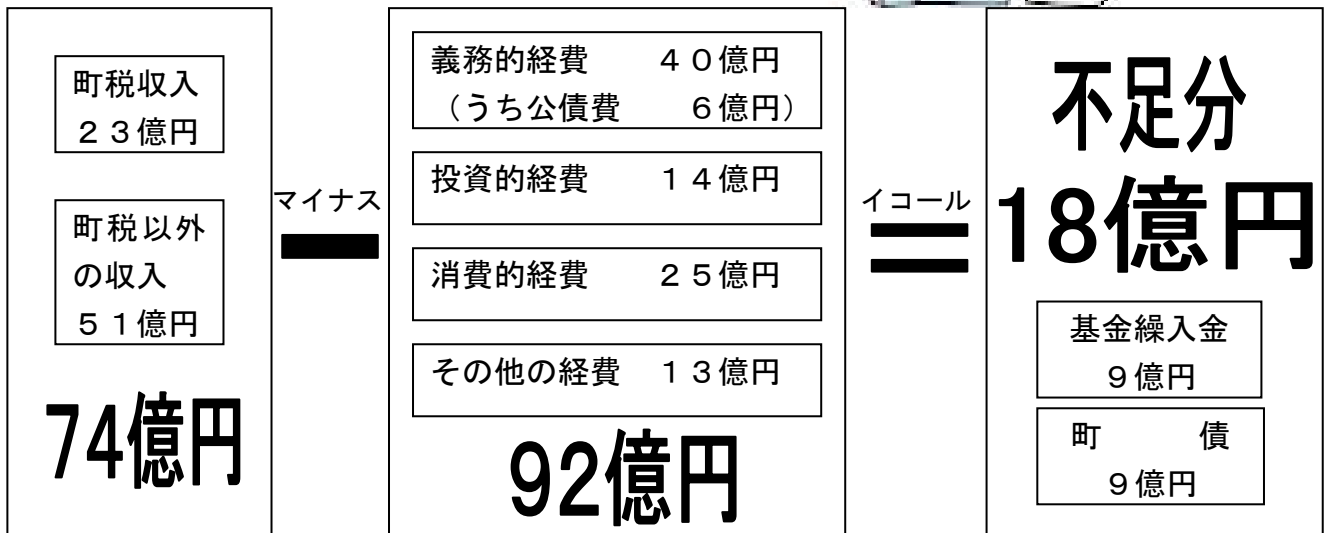 町税収入
２３億円
町税以外
の収入
５１億円
74億円
マイナス
義務的経費　４０億円
（うち公債費　６億円）
投資的経費　１４億円
消費的経費　２５億円
その他の経費　１３億円
92億円
イコール
不足分
18億円
基金繰入金
９億円
町　債
９億円